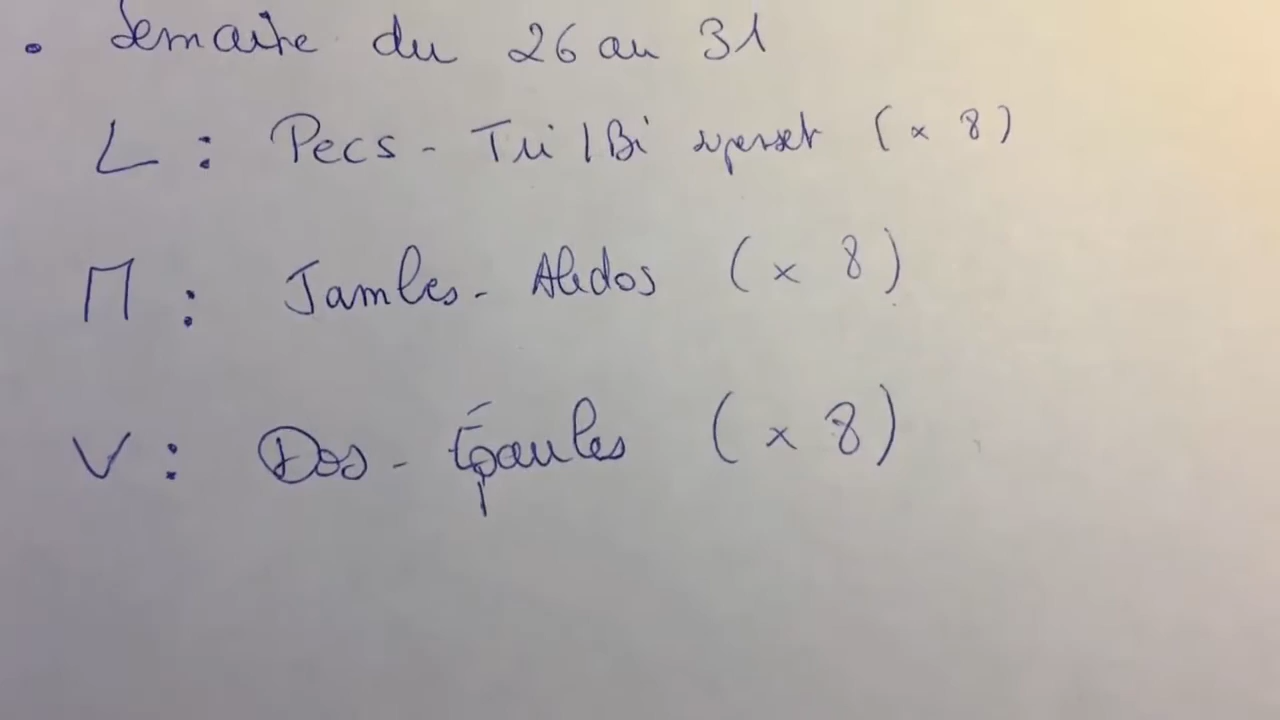 • Semaine du 26 au 31
L : Pecs - Tri / Bi superset (x 8)
M : Jambes - Abdos (x 8)
V : Dos - Épaules (x 8)